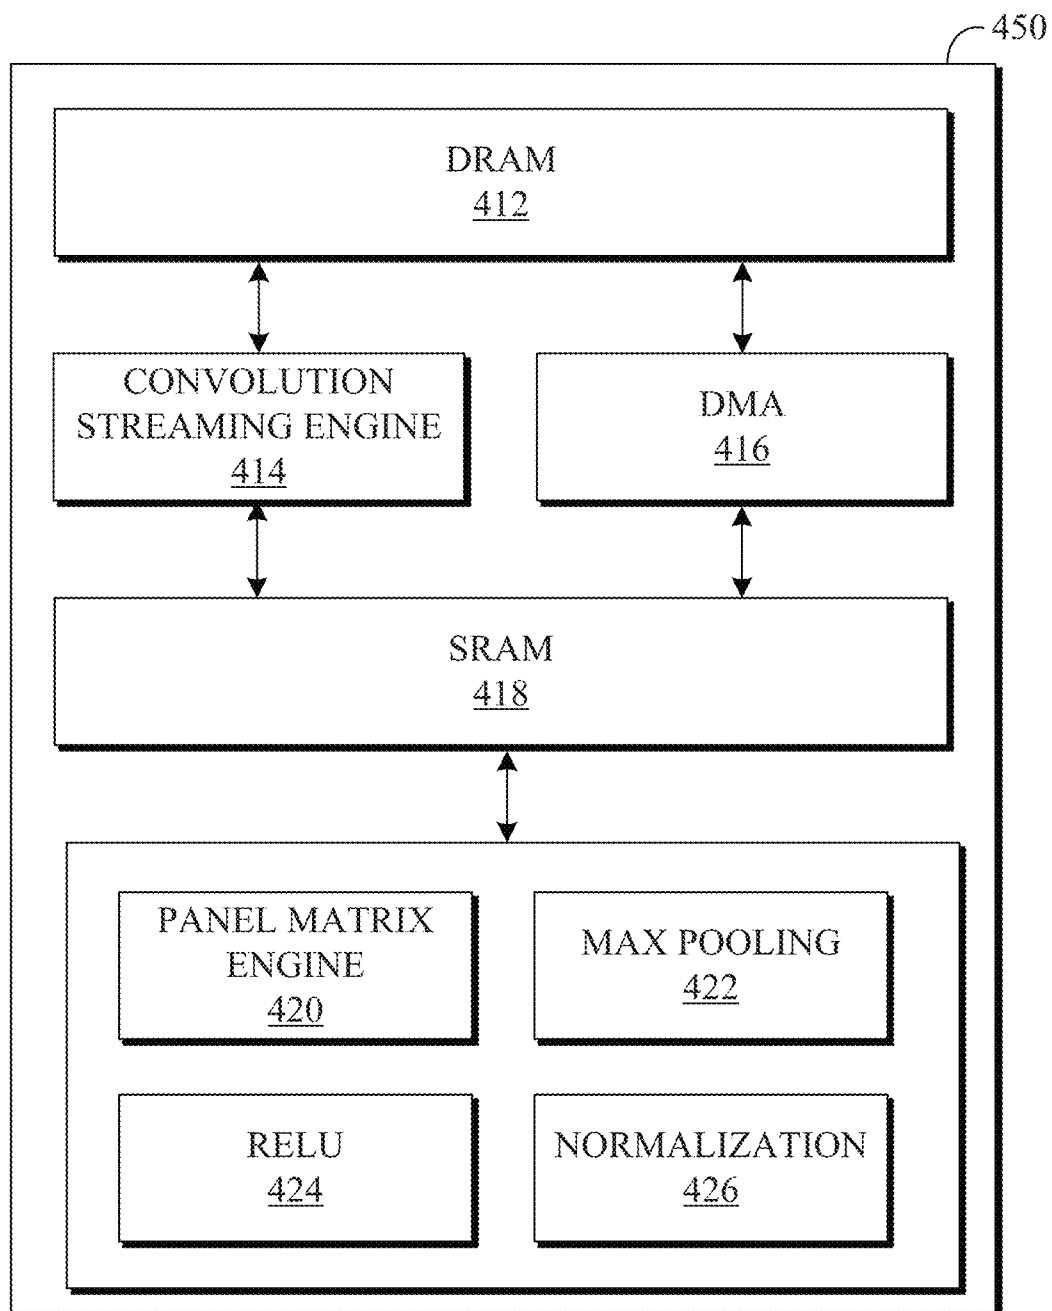 450
DRAM
412
CONVOLUTION
STREAMING ENGINE
414
DMA
416
SRAM
418
PANEL MATRIX
ENGINE
420
MAX POOLING
422
RELU
424
NORMALIZATION
426